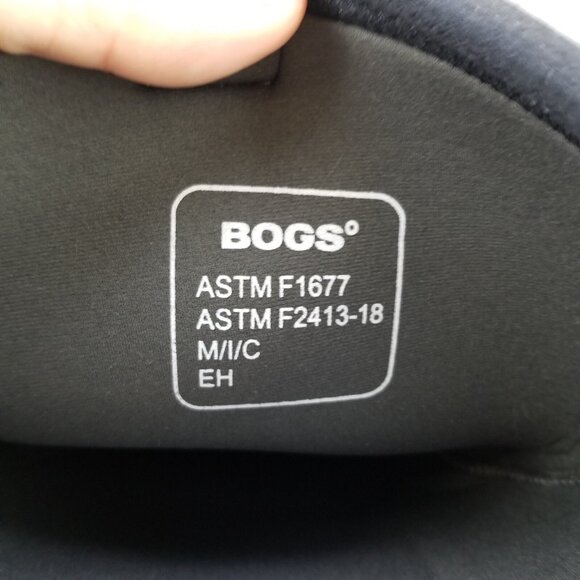 BOGS°
ASTM F1677
ASTM F2413-18
M/I/C
EH